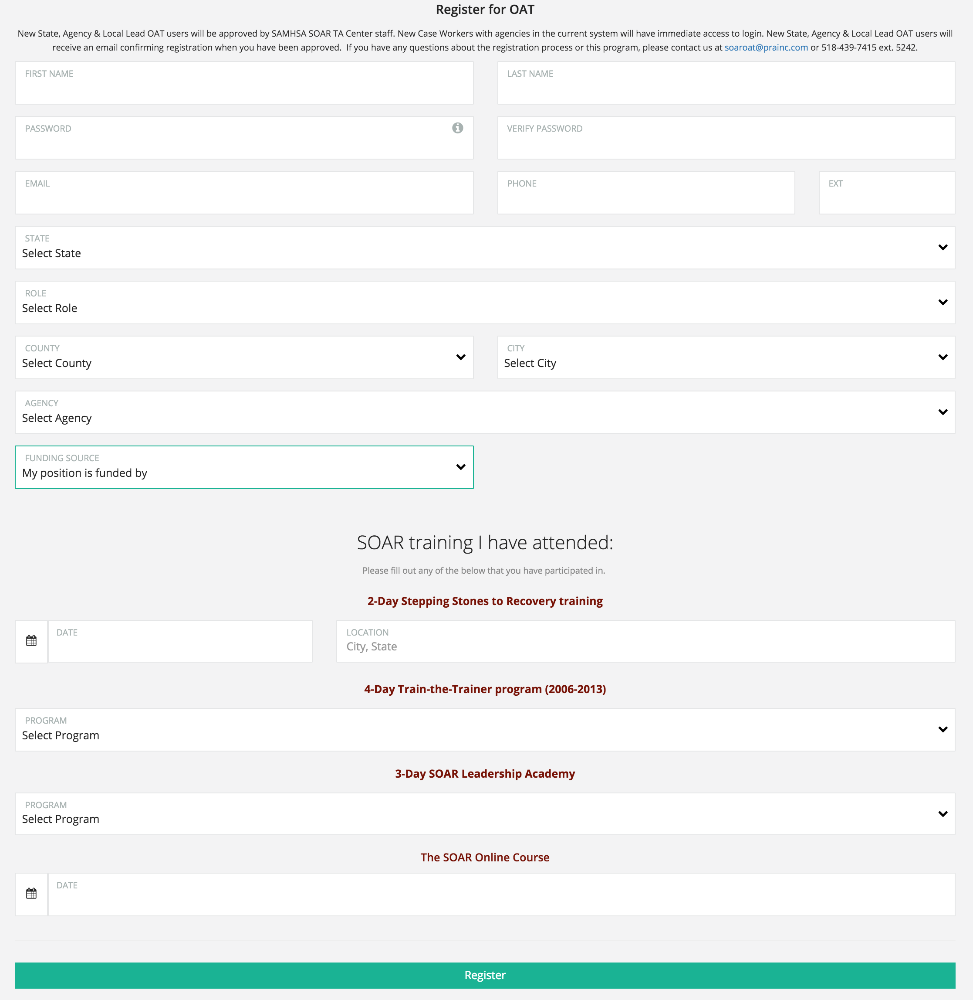 Register for OAT
New State, Agency & Local Lead OAT users will be approved by SAMHSA SOAR TA Center staff. New Case Workers with agencies in the current system will have immediate access to login. New State, Agency & Local Lead OAT users will
receive an email confirming registration when you have been approved.  If you have any questions about the registration process or this program, please contact us at soaroat@prainc.com or 518-439-7415 ext. 5242.
FIRST NAME
LAST NAME
PASSWORD
VERIFY PASSWORD
EMAIL
PHONE
EXT
STATE
Select State
ROLE
Select Role
COUNTY
Select County
CITY
Select City
AGENCY
Select Agency
FUNDING SOURCE
My position is funded by
SOAR training I have attended:
Please fill out any of the below that you have participated in.
2-Day Stepping Stones to Recovery training
DATE
LOCATION
City, State
4-Day Train-the-Trainer program (2006-2013)
PROGRAM
Select Program
3-Day SOAR Leadership Academy
PROGRAM
Select Program
The SOAR Online Course
DATE
Register